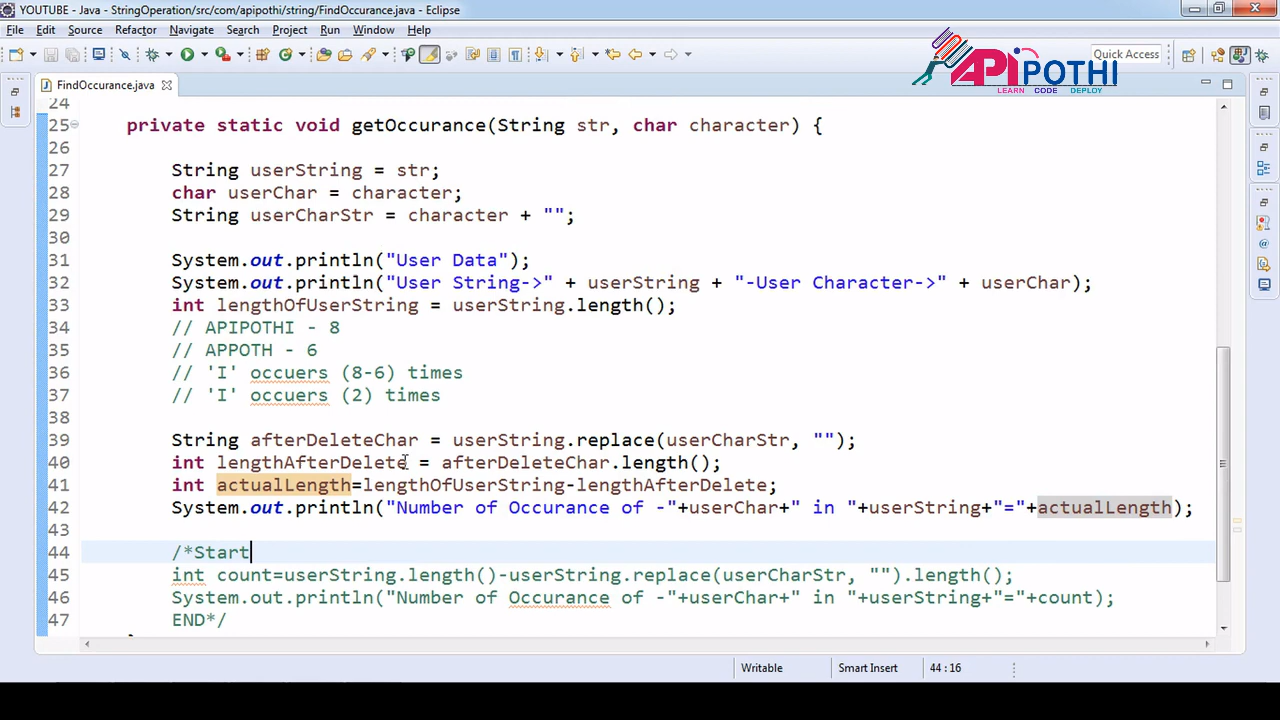 YOUTUBE - Java - StringOperation/src/com/apipothi/string/FindOccurance.java - Eclipse
File Edit Source Refactor Navigate Search Project Run Window Help
Quick Access
APIPOTHI
LEARN CODE DEPLOY
FindOccurance.java
24
25 private static void getOccurance(String str, char character) {
26
27 String userString = str;
28 char userChar = character;
29 String userCharStr = character + "";
30
31 System.out.println("User Data");
32 System.out.println("User String->" + userString + "-User Character->" + userChar);
33 int lengthOfUserString = userString.length();
34 // APIPOTHI - 8
35 // APPOTH - 6
36 // 'I' occuers (8-6) times
37 // 'I' occuers (2) times
38
39 String afterDeleteChar = userString.replace(userCharStr, "");
40 int lengthAfterDelete = afterDeleteChar.length();
41 int actualLength=lengthOfUserString-lengthAfterDelete;
42 System.out.println("Number of Occurance of -"+userChar+" in "+userString+"="+actualLength);
43
44 /*Start
45 int count=userString.length()-userString.replace(userCharStr, "").length();
46 System.out.println("Number of Occurance of -"+userChar+" in "+userString+"="+count);
47 END*/
Writable Smart Insert 44 : 16